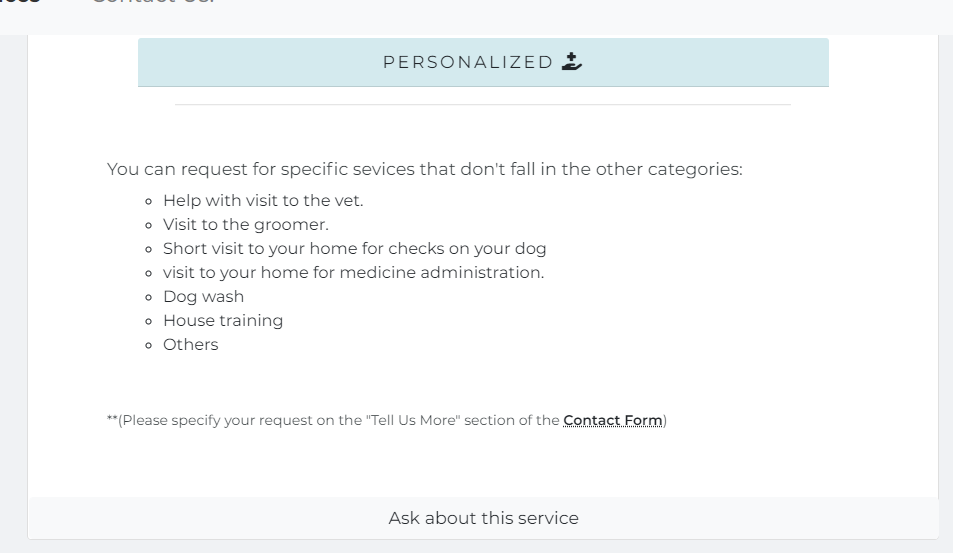 PERSONALIZED
You can request for specific sevices that don't fall in the other categories:
Help with visit to the vet.
Visit to the groomer.
Short visit to your home for checks on your dog
visit to your home for medicine administration.
Dog wash
House training
Others
**(Please specify your request on the "Tell Us More" section of the Contact Form)
Ask about this service